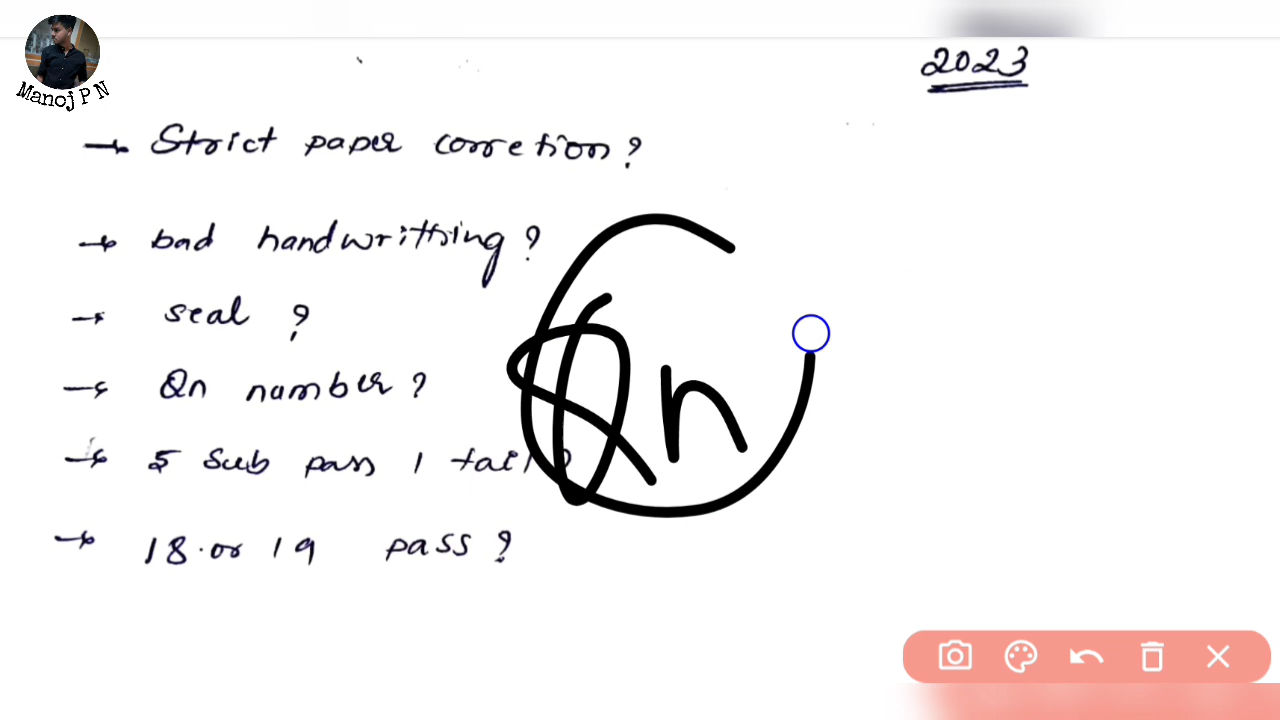 Manoj P N
2023
→ Strict paper corretion?
→ bad handwritting?
→ seal?
→ Qn number?
→ 5 Sub pass 1 fail?
→ 18 or 19 pass?
Qn